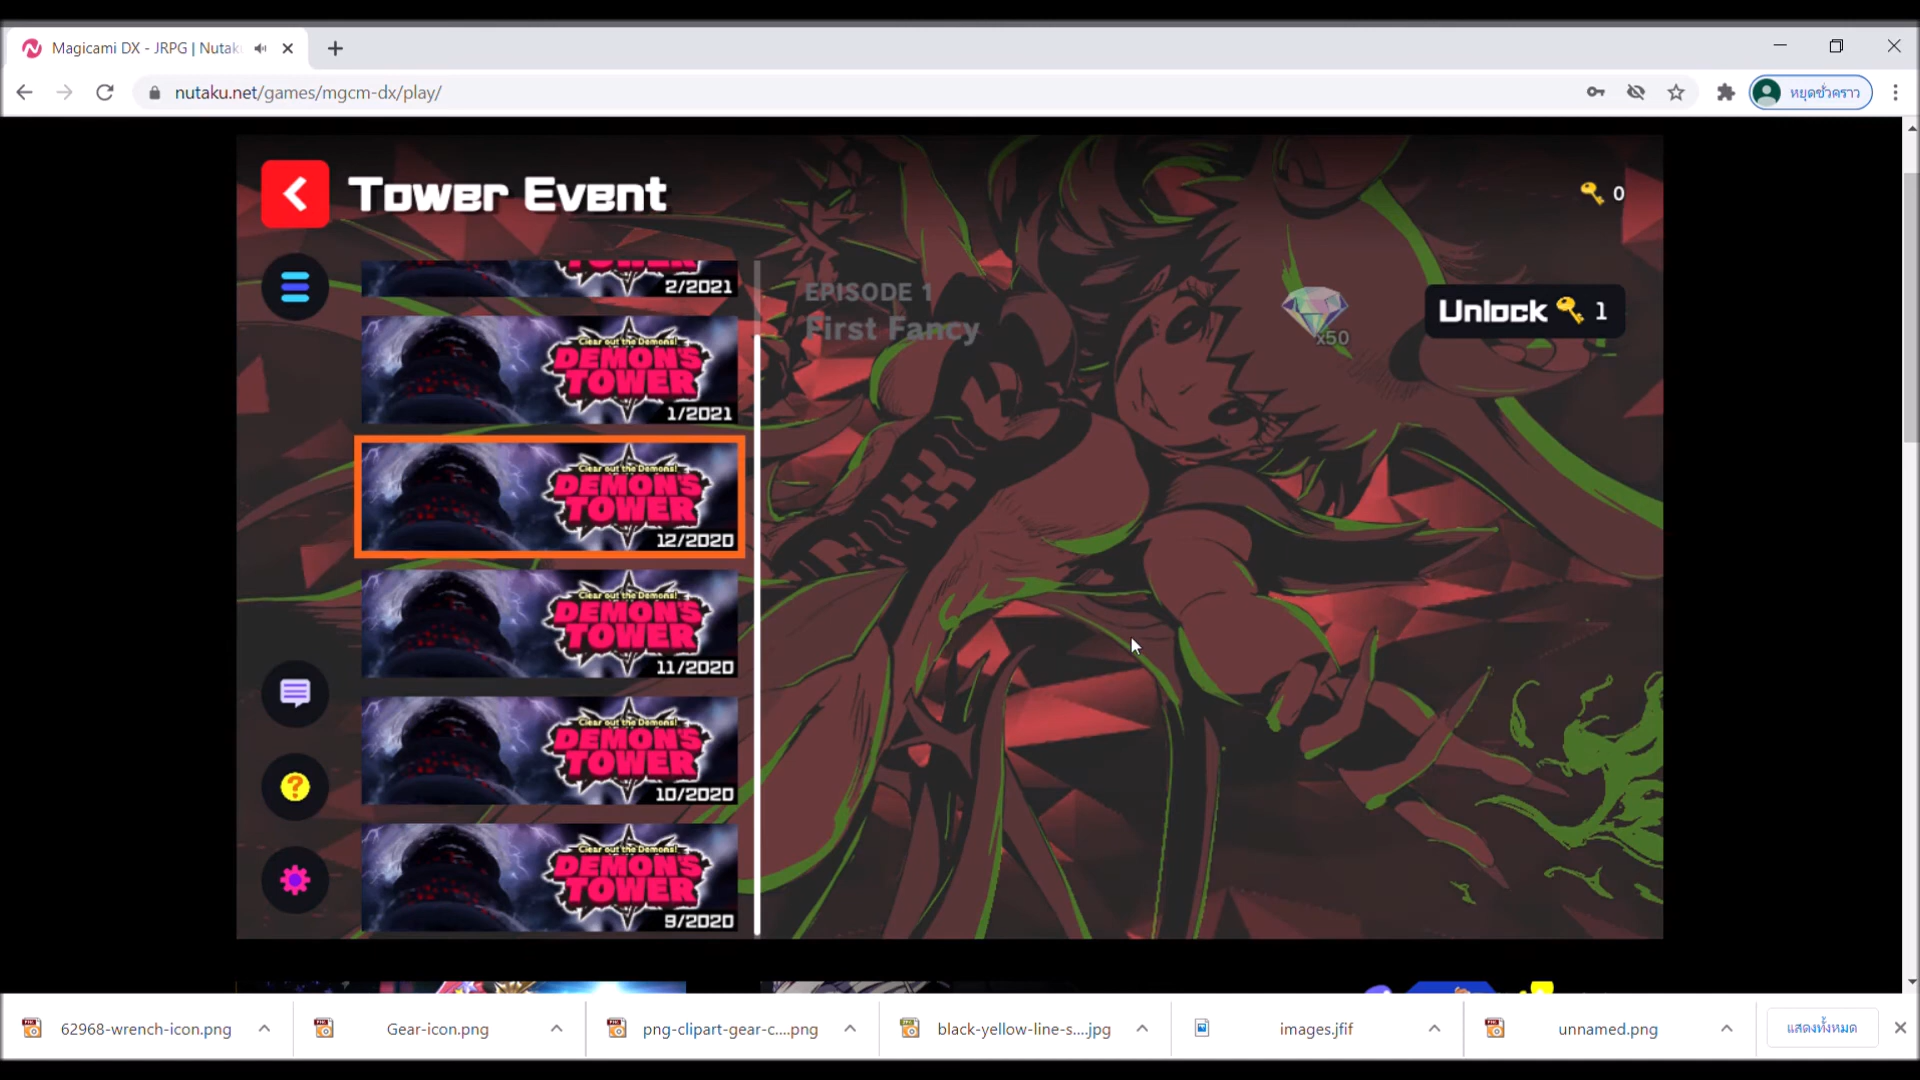 Magicami DX - JRPG | Nutak
nutaku.net/games/mgcm-dx/play/
หยุดชั่วคราว
Tower Event
0
2/2021
EPISODE 1
First Fancy
x50
Unlock 1
Clear out the Demons!
DEMON'S
TOWER
1/2021
Clear out the Demons!
DEMON'S
TOWER
12/2020
Clear out the Demons!
DEMON'S
TOWER
11/2020
Clear out the Demons!
DEMON'S
TOWER
10/2020
Clear out the Demons!
DEMON'S
TOWER
9/2020
62968-wrench-icon.png
Gear-icon.png
png-clipart-gear-c....png
black-yellow-line-s....jpg
images.jfif
unnamed.png
แสดงทั้งหมด